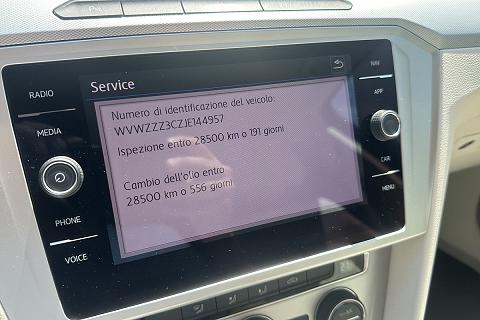 Service
Numero di identificazione del veicolo:
WVWZZZ3CZJE144957
Ispezione entro 28500 km o 191 giorni
Cambio dell'olio entro
28500 km o 556 giorni
RADIO
MEDIA
PHONE
VOICE
NAV
APP
CAR
MENU